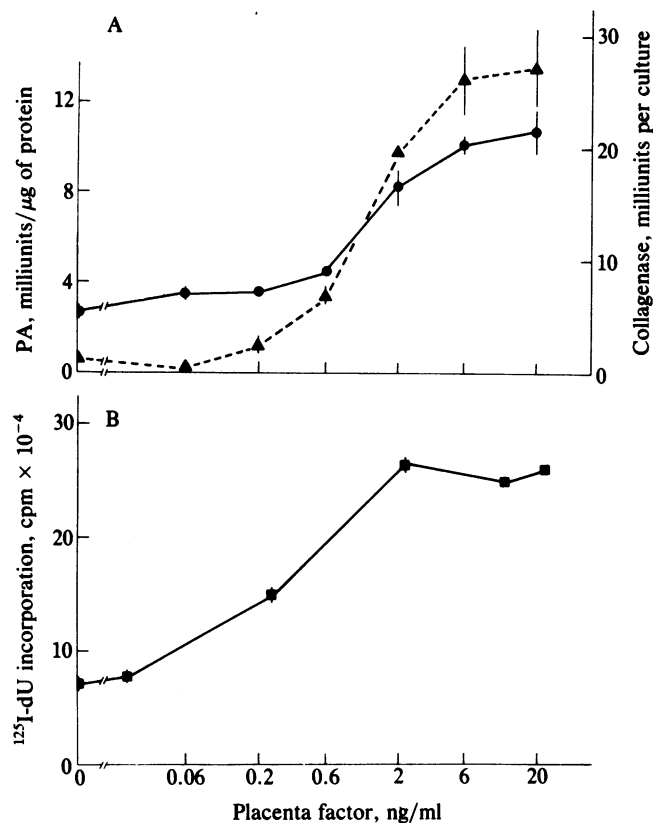 A
PA, milliunits/μg of protein
12
8
4
0
Collagenase, milliunits per culture
30
20
10
0
B
¹²⁵I-dU incorporation, cpm × 10⁻⁴
30
20
10
0
0 0.06 0.2 0.6 2 6 20
Placenta factor, ng/ml